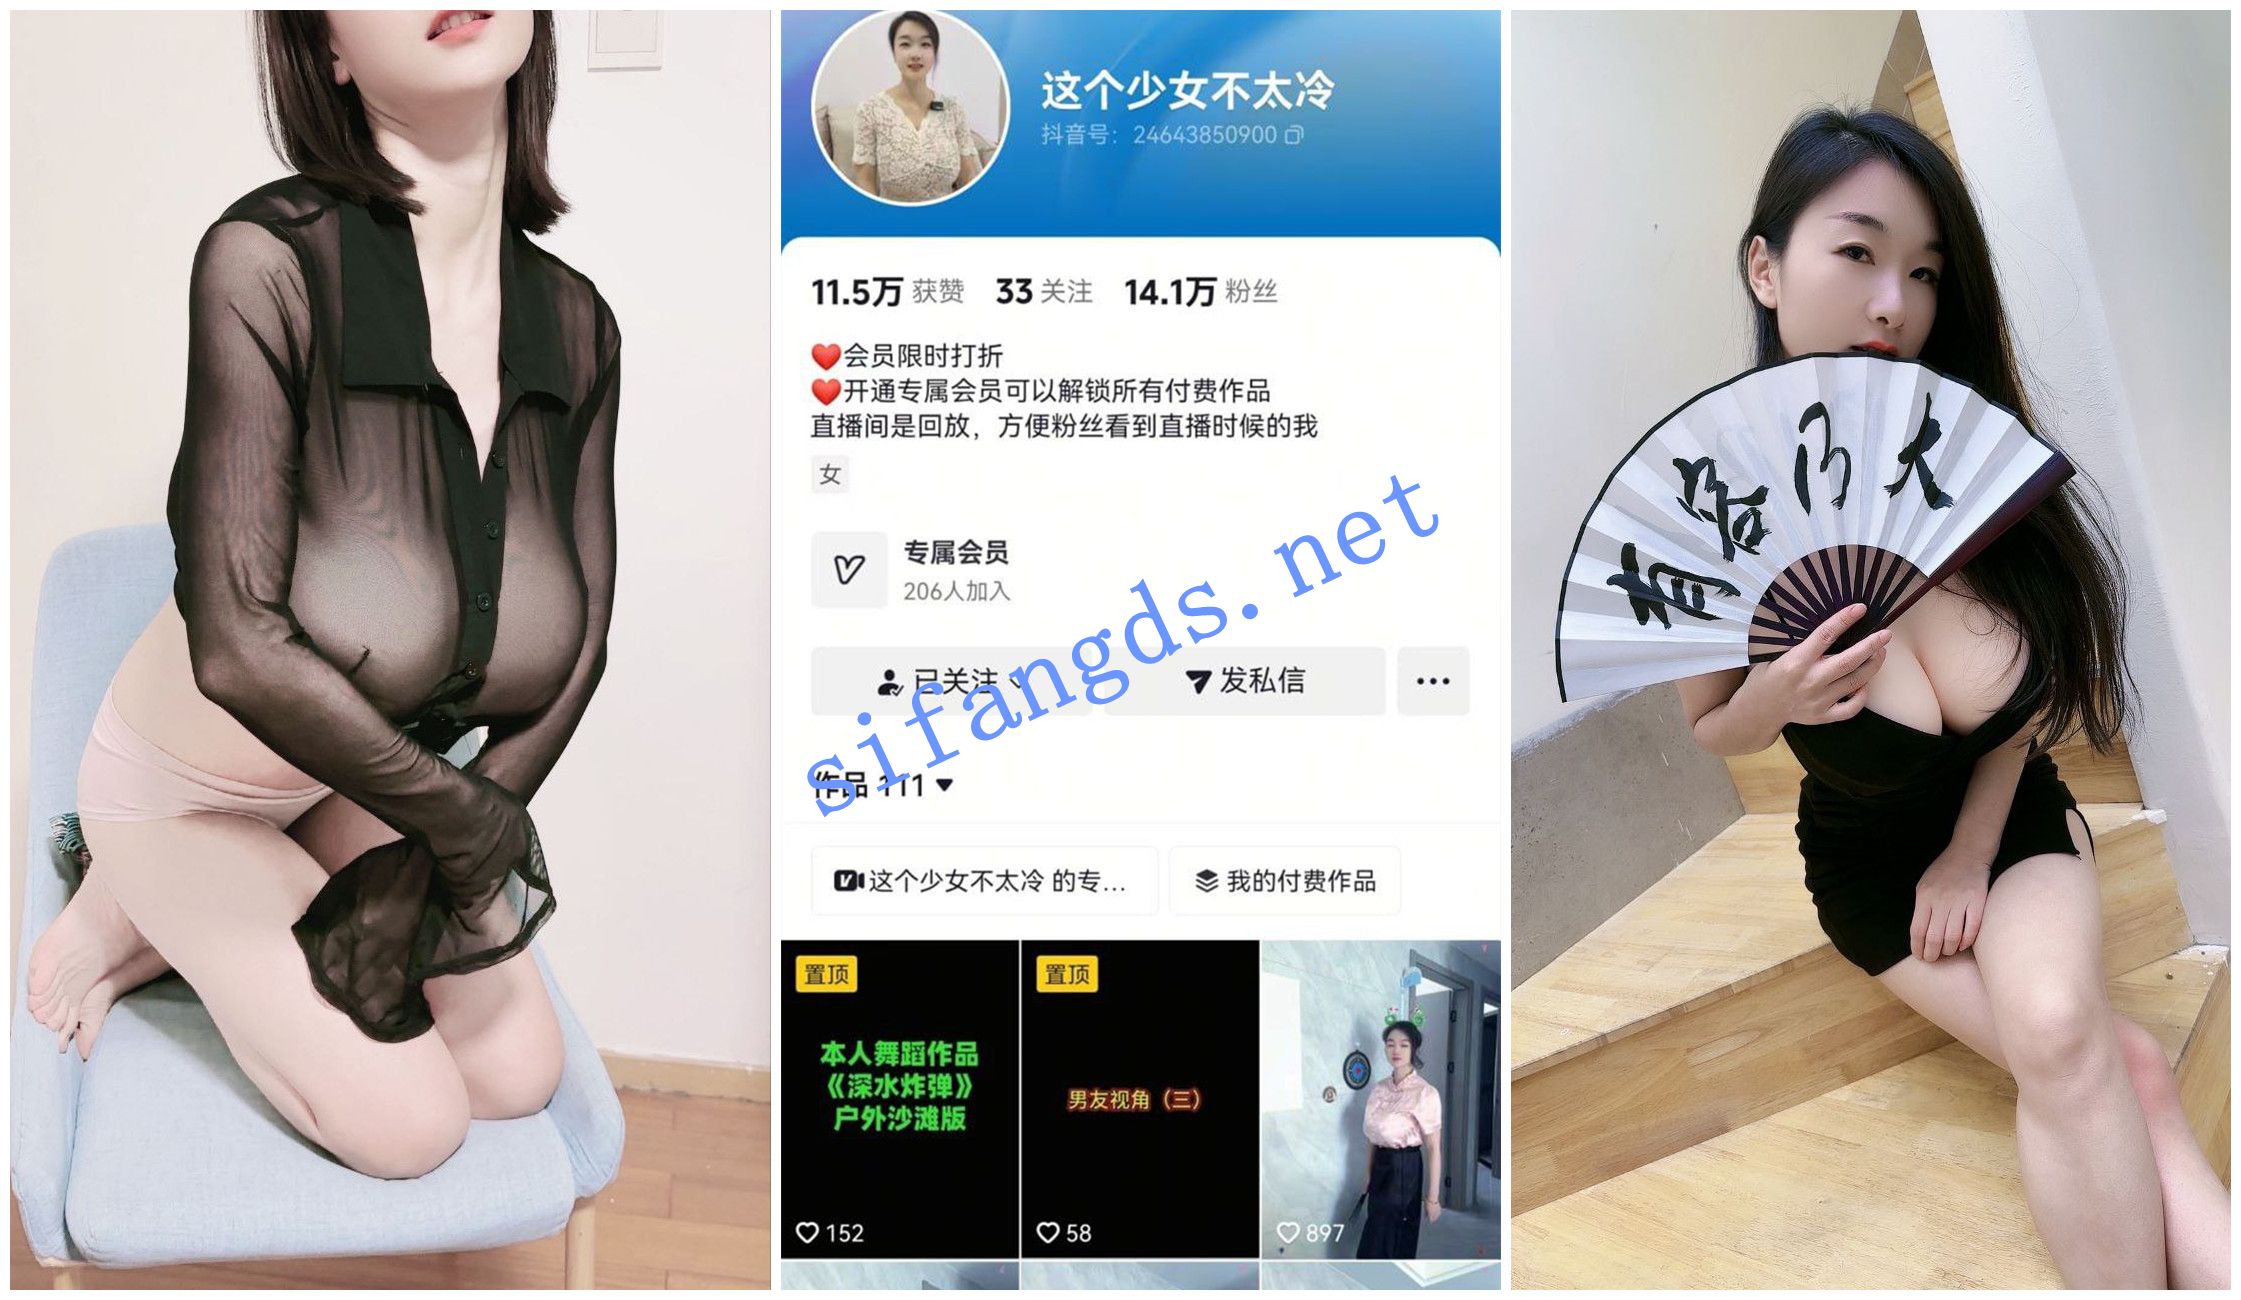 这个少女不太冷
抖音号：24643850900
11.5万 获赞 33 关注 14.1万 粉丝
❤️会员限时打折
❤️开通专属会员可以解锁所有付费作品
直播间是回放，方便粉丝看到直播时候的我
女
专属会员
206人加入
已关注 发私信
sifangds.net
作品 111
这个少女不太冷 的专...
我的付费作品
置顶
本人舞蹈作品
《深水炸弹》
户外沙滩版
152
置顶
男友视角（三）
58
897
大乃容有